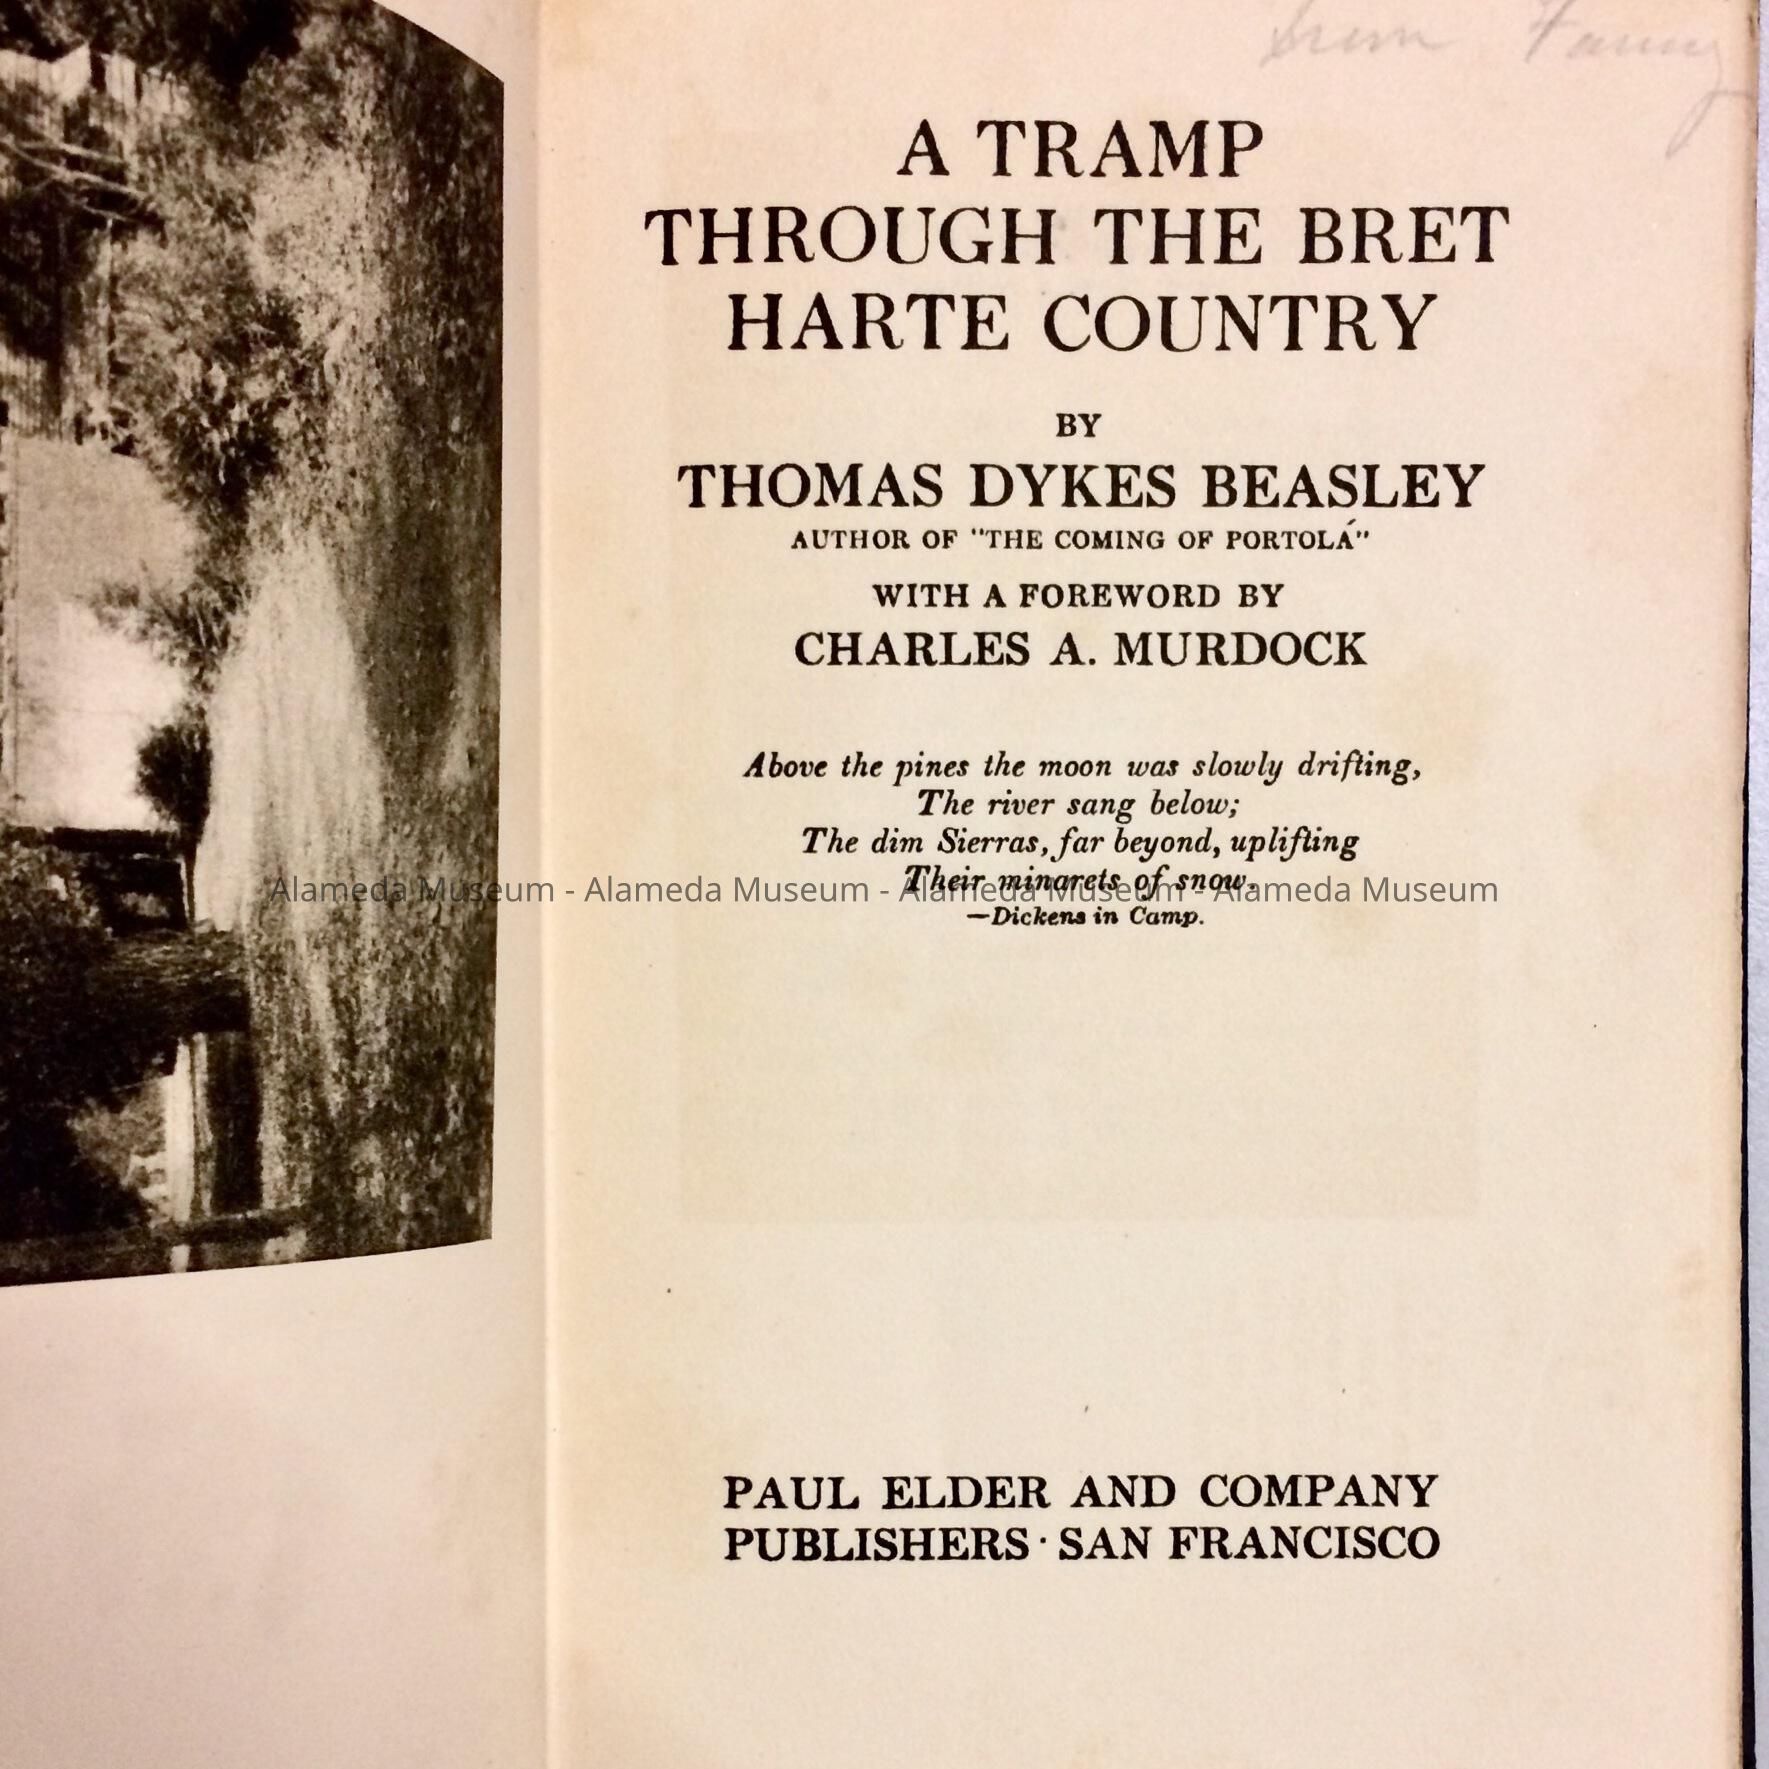 from Fanny
A TRAMP
THROUGH THE BRET
HARTE COUNTRY
BY
THOMAS DYKES BEASLEY
AUTHOR OF "THE COMING OF PORTOLÁ"
WITH A FOREWORD BY
CHARLES A. MURDOCK
Above the pines the moon was slowly drifting,
The river sang below;
The dim Sierras, far beyond, uplifting
Their minarets of snow.
Alameda Museum - Alameda Museum - Alameda Museum - Alameda Museum
—Dickens in Camp.
PAUL ELDER AND COMPANY
PUBLISHERS · SAN FRANCISCO